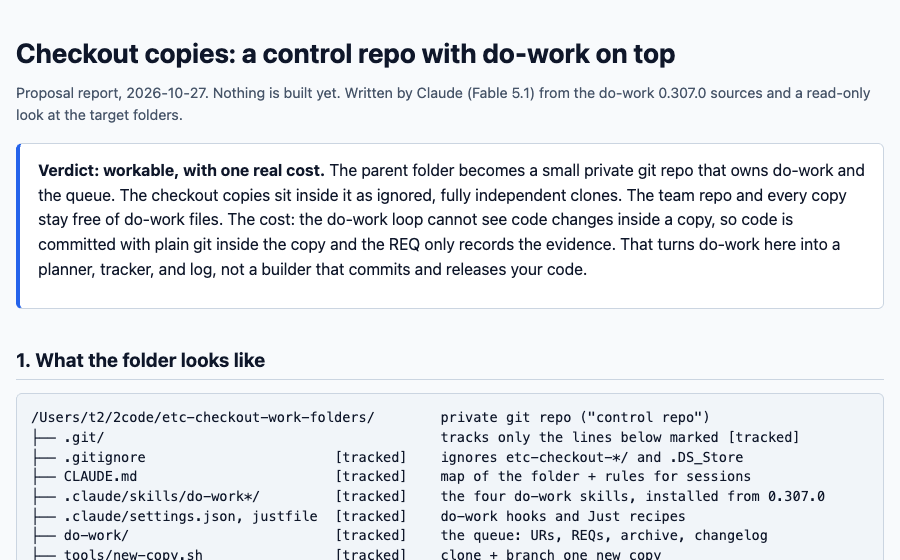 Checkout copies: a control repo with do-work on top
Proposal report, 2026-10-27. Nothing is built yet. Written by Claude (Fable 5.1) from the do-work 0.307.0 sources and a read-only
look at the target folders.
Verdict: workable, with one real cost. The parent folder becomes a small private git repo that owns do-work and
the queue. The checkout copies sit inside it as ignored, fully independent clones. The team repo and every copy
stay free of do-work files. The cost: the do-work loop cannot see code changes inside a copy, so code is
committed with plain git inside the copy and the REQ only records the evidence. That turns do-work here into a
planner, tracker, and log, not a builder that commits and releases your code.
1. What the folder looks like
/Users/t2/2code/etc-checkout-work-folders/        private git repo ("control repo")
├── .git/                                         tracks only the lines below marked [tracked]
├── .gitignore                       [tracked]    ignores etc-checkout-*/ and .DS_Store
├── CLAUDE.md                        [tracked]    map of the folder + rules for sessions
├── .claude/skills/do-work*/         [tracked]    the four do-work skills, installed from 0.307.0
├── .claude/settings.json, justfile  [tracked]    do-work hooks and Just recipes
├── do-work/                         [tracked]    the queue: URs, REQs, archive, changelog
├── tools/new-copy.sh                [tracked]    clone + branch one new copy